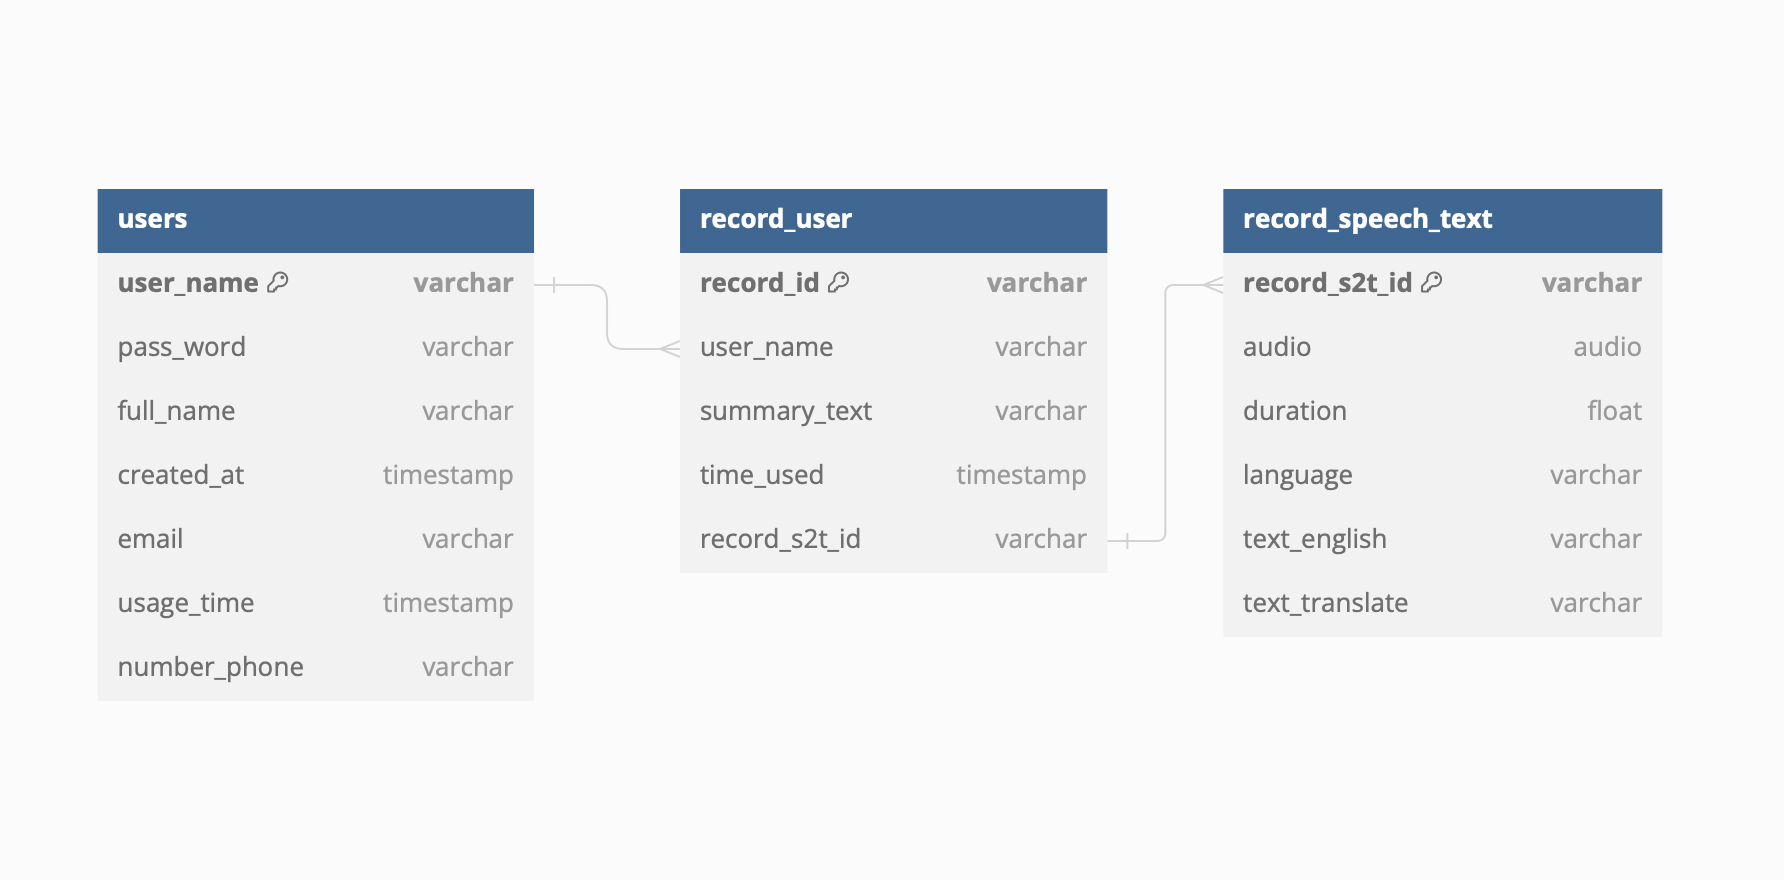 users
user_name varchar
pass_word varchar
full_name varchar
created_at timestamp
email varchar
usage_time timestamp
number_phone varchar
record_user
record_id varchar
user_name varchar
summary_text varchar
time_used timestamp
record_s2t_id varchar
record_speech_text
record_s2t_id varchar
audio audio
duration float
language varchar
text_english varchar
text_translate varchar